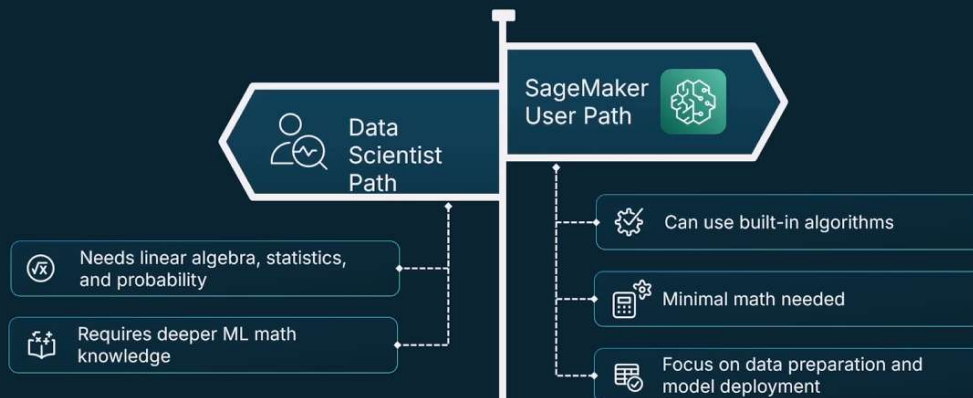 Data
Scientist
Path
Needs linear algebra, statistics,
and probability
Requires deeper ML math
knowledge
SageMaker
User Path
Can use built-in algorithms
Minimal math needed
Focus on data preparation and
model deployment